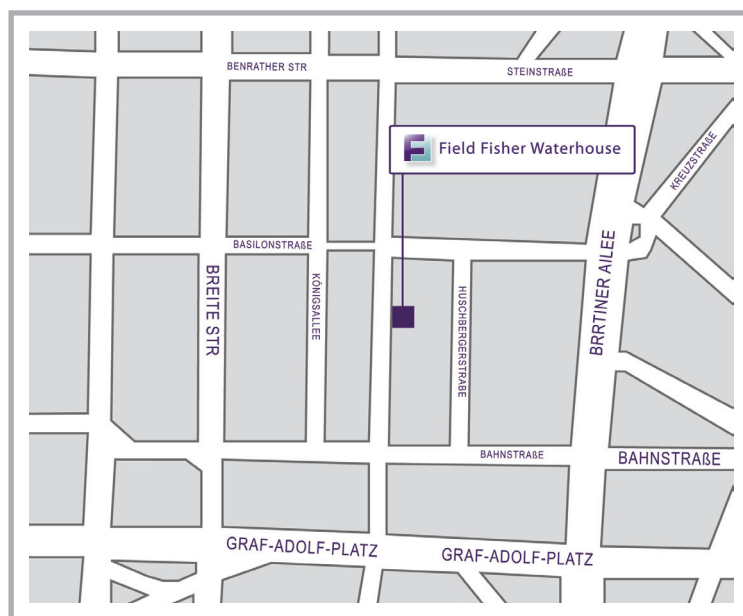 BENRATHER STR
STEINSTRAßE
Field Fisher Waterhouse
KREUZSTRAßE
BASILONSTRAßE
BREITE STR
KÖNIGSALLEE
HUSCHBERGERSTRABE
BRRTINER AILEE
BAHNSTRAßE
BAHNSTRAßE
GRAF-ADOLF-PLATZ
GRAF-ADOLF-PLATZ